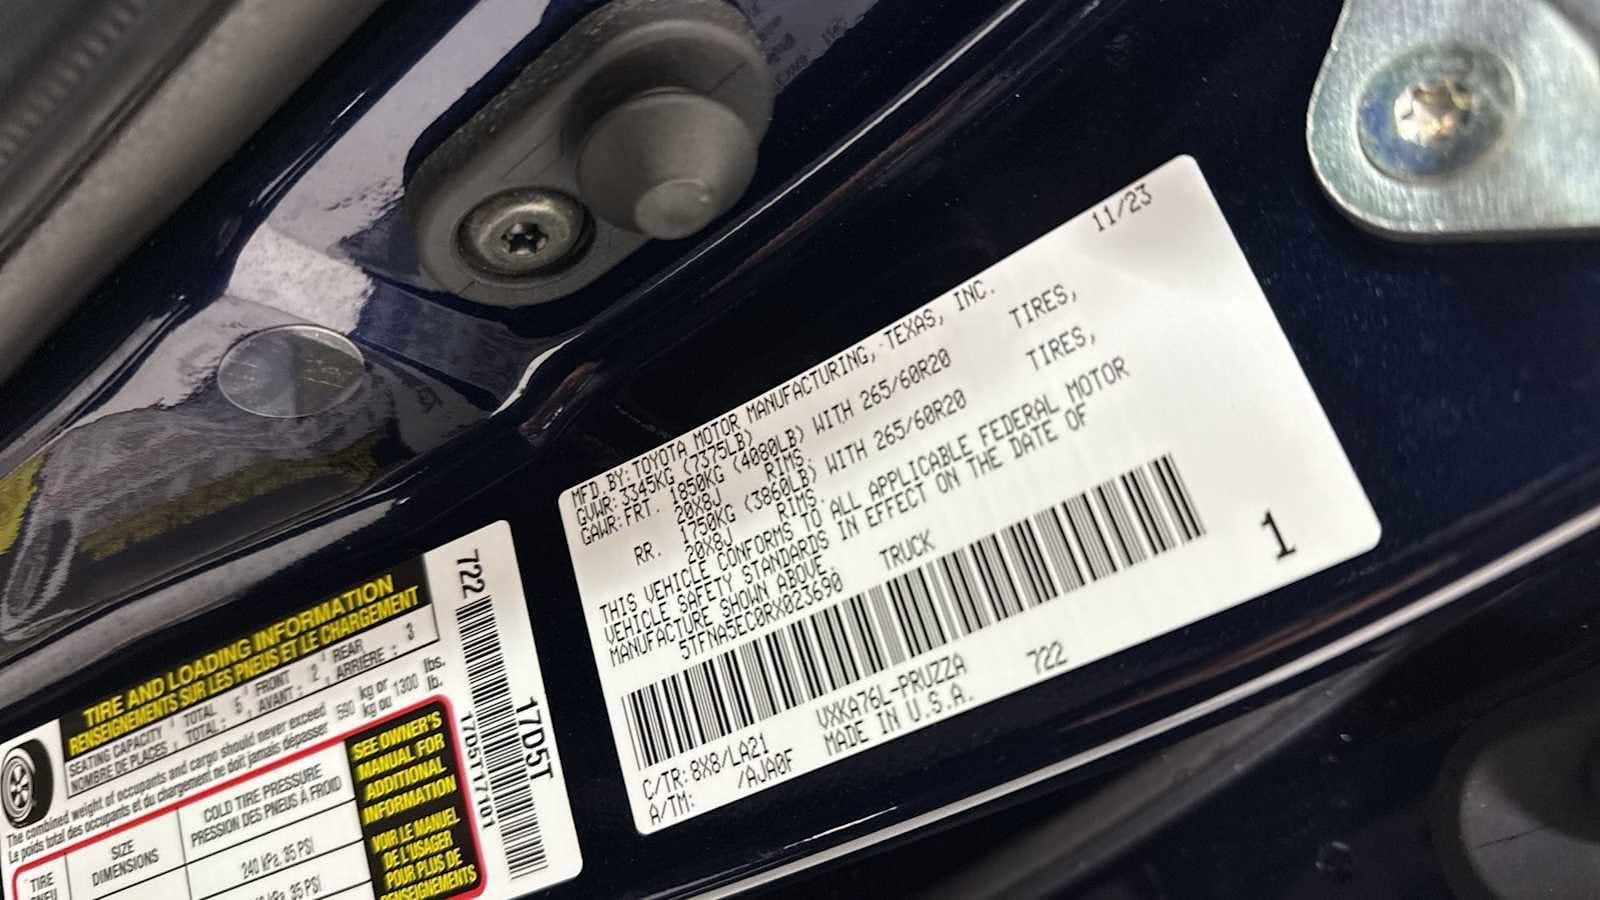 11/23
MFD.BY:TOYOTA MOTOR MANUFACTURING, TEXAS, INC.
GVWR:3345KG (7375LB)
GAWR:FRT. 1850KG (4080LB) WITH 265/60R20 TIRES,
20X8J RIMS,
RR. 1750KG (3860LB) WITH 265/60R20 TIRES,
20X8J RIMS.
THIS VEHICLE CONFORMS TO ALL APPLICABLE FEDERAL MOTOR
VEHICLE SAFETY STANDARDS IN EFFECT ON THE DATE OF
MANUFACTURE SHOWN ABOVE.
5TFNA5EC0RX023690 TRUCK
1
C/TR:8X8/LA21 VXKA76L-PRUZZA 722
A/TM: /AJA0F MADE IN U.S.A.
722
17D5T
17D5T77101
TIRE AND LOADING INFORMATION
RENSEIGNEMENTS SUR LES PNEUS ET LE CHARGEMENT
SEATING CAPACITY TOTAL 5 FRONT 2 REAR 3
NOMBRE DE PLACES TOTAL: AVANT: ARRIÈRE:
The combined weight of occupants and cargo should never exceed 590 kg or 1300 lbs.
Le poids total des occupants et du chargement ne doit jamais dépasser kg ou lb.
TIRE SIZE COLD TIRE PRESSURE
PNEU DIMENSIONS PRESSION DES PNEUS À FROID
240 kPa, 35 PSI
kPa, 35 PSI
SEE OWNER'S
MANUAL FOR
ADDITIONAL
INFORMATION
VOIR LE MANUEL
DE L'USAGER
POUR PLUS DE
RENSEIGNEMENTS